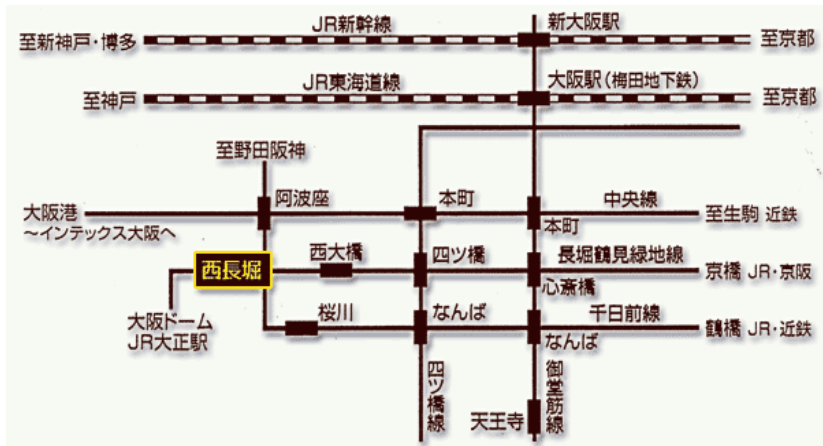 JR新幹線
新大阪駅
至新神戸・博多
至京都
JR東海道線
大阪駅(梅田地下鉄)
至神戸
至京都
至野田阪神
阿波座
本町
中央線
大阪港
～インテックス大阪へ
本町
至生駒 近鉄
西大橋
四ツ橋
長堀鶴見緑地線
西長堀
心斎橋
京橋 JR・京阪
大阪ドーム
JR大正駅
桜川
なんば
千日前線
なんば
鶴橋 JR・近鉄
四ツ橋線
御堂筋線
天王寺